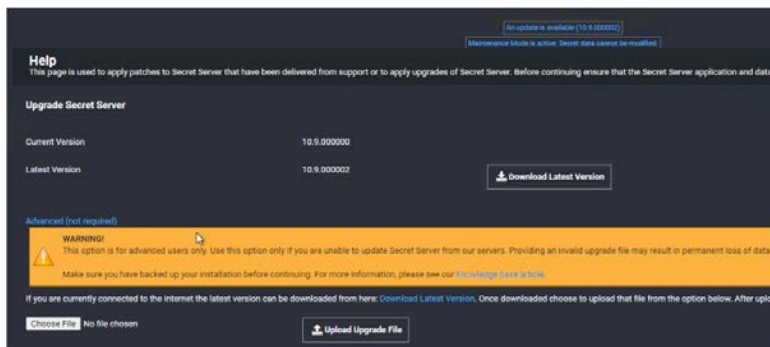 An update is available (10.9.000002)
Maintenance Mode is active. Secret data cannot be modified.
Help
This page is used to apply patches to Secret Server that have been delivered from support or to apply upgrades of Secret Server. Before continuing ensure that the Secret Server application and data
Upgrade Secret Server
Current Version 10.9.000000
Latest Version 10.9.000002 Download Latest Version
Advanced (not required)
WARNING!
This option is for advanced users only. Use this option only if you are unable to update Secret Server from our servers. Providing an invalid upgrade file may result in permanent loss of data
Make sure you have backed up your installation before continuing. For more information, please see our knowledge base article.
If you are currently connected to the internet the latest version can be downloaded from here: Download Latest Version. Once downloaded choose to upload that file from the option below. After uplo
Choose File No file chosen Upload Upgrade File